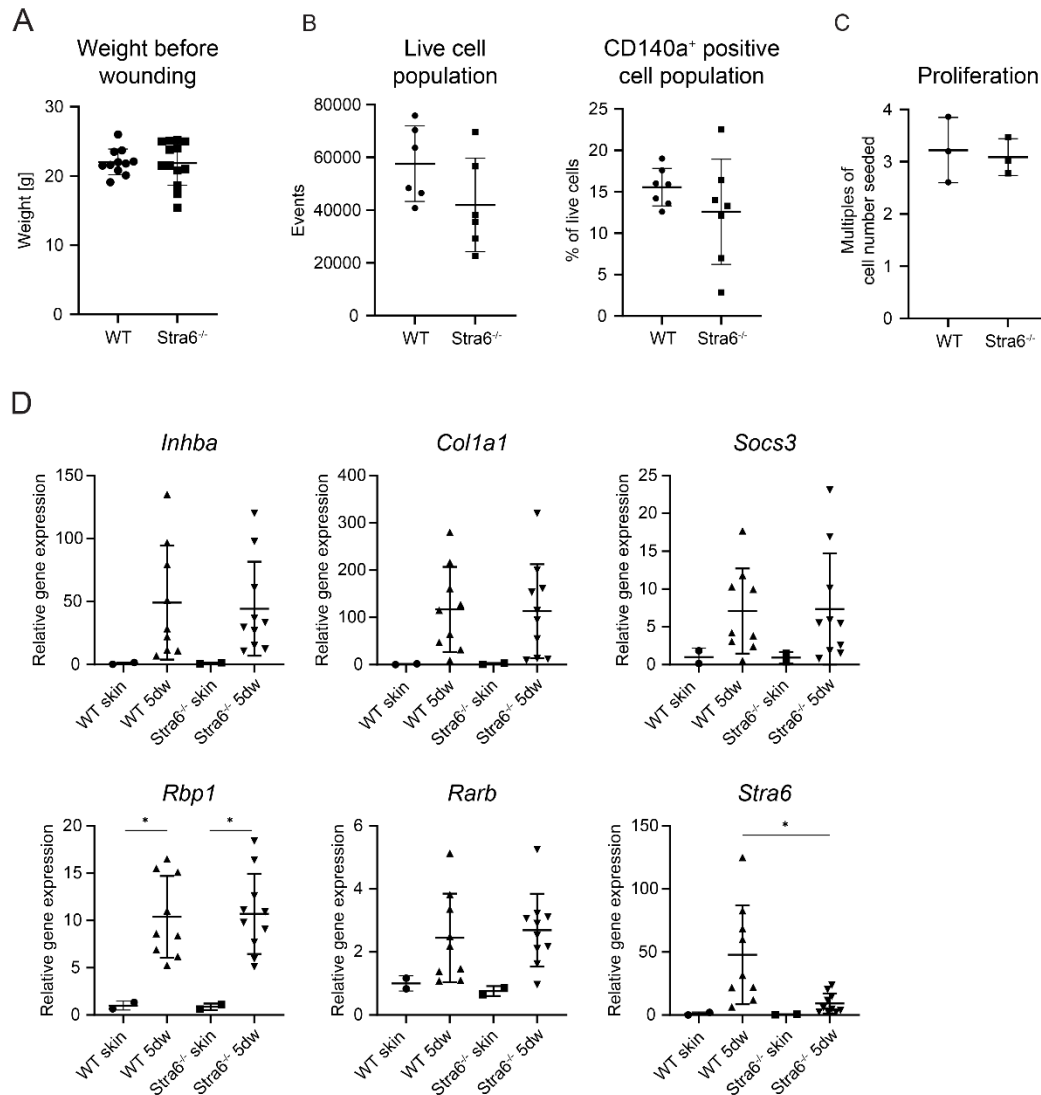 A
Weight before
wounding
Weight [g]
30
20
10
0
WT
Stra6-/-
B
Live cell
population
Events
80000
60000
40000
20000
0
WT
Stra6-/-
CD140a+ positive
cell population
% of live cells
25
20
15
10
5
0
WT
Stra6-/-
C
Proliferation
Multiples of
cell number seeded
4
3
2
1
0
WT
Stra6-/-
D
Inhba
Relative gene expression
150
100
50
0
WT skin
WT 5dw
Stra6-/- skin
Stra6-/- 5dw
Col1a1
Relative gene expression
400
300
200
100
0
WT skin
WT 5dw
Stra6-/- skin
Stra6-/- 5dw
Socs3
Relative gene expression
25
20
15
10
5
0
WT skin
WT 5dw
Stra6-/- skin
Stra6-/- 5dw
Rbp1
Relative gene expression
20
15
10
5
0
*
*
WT skin
WT 5dw
Stra6-/- skin
Stra6-/- 5dw
Rarb
Relative gene expression
6
4
2
0
WT skin
WT 5dw
Stra6-/- skin
Stra6-/- 5dw
Stra6
Relative gene expression
150
100
50
0
*
WT skin
WT 5dw
Stra6-/- skin
Stra6-/- 5dw